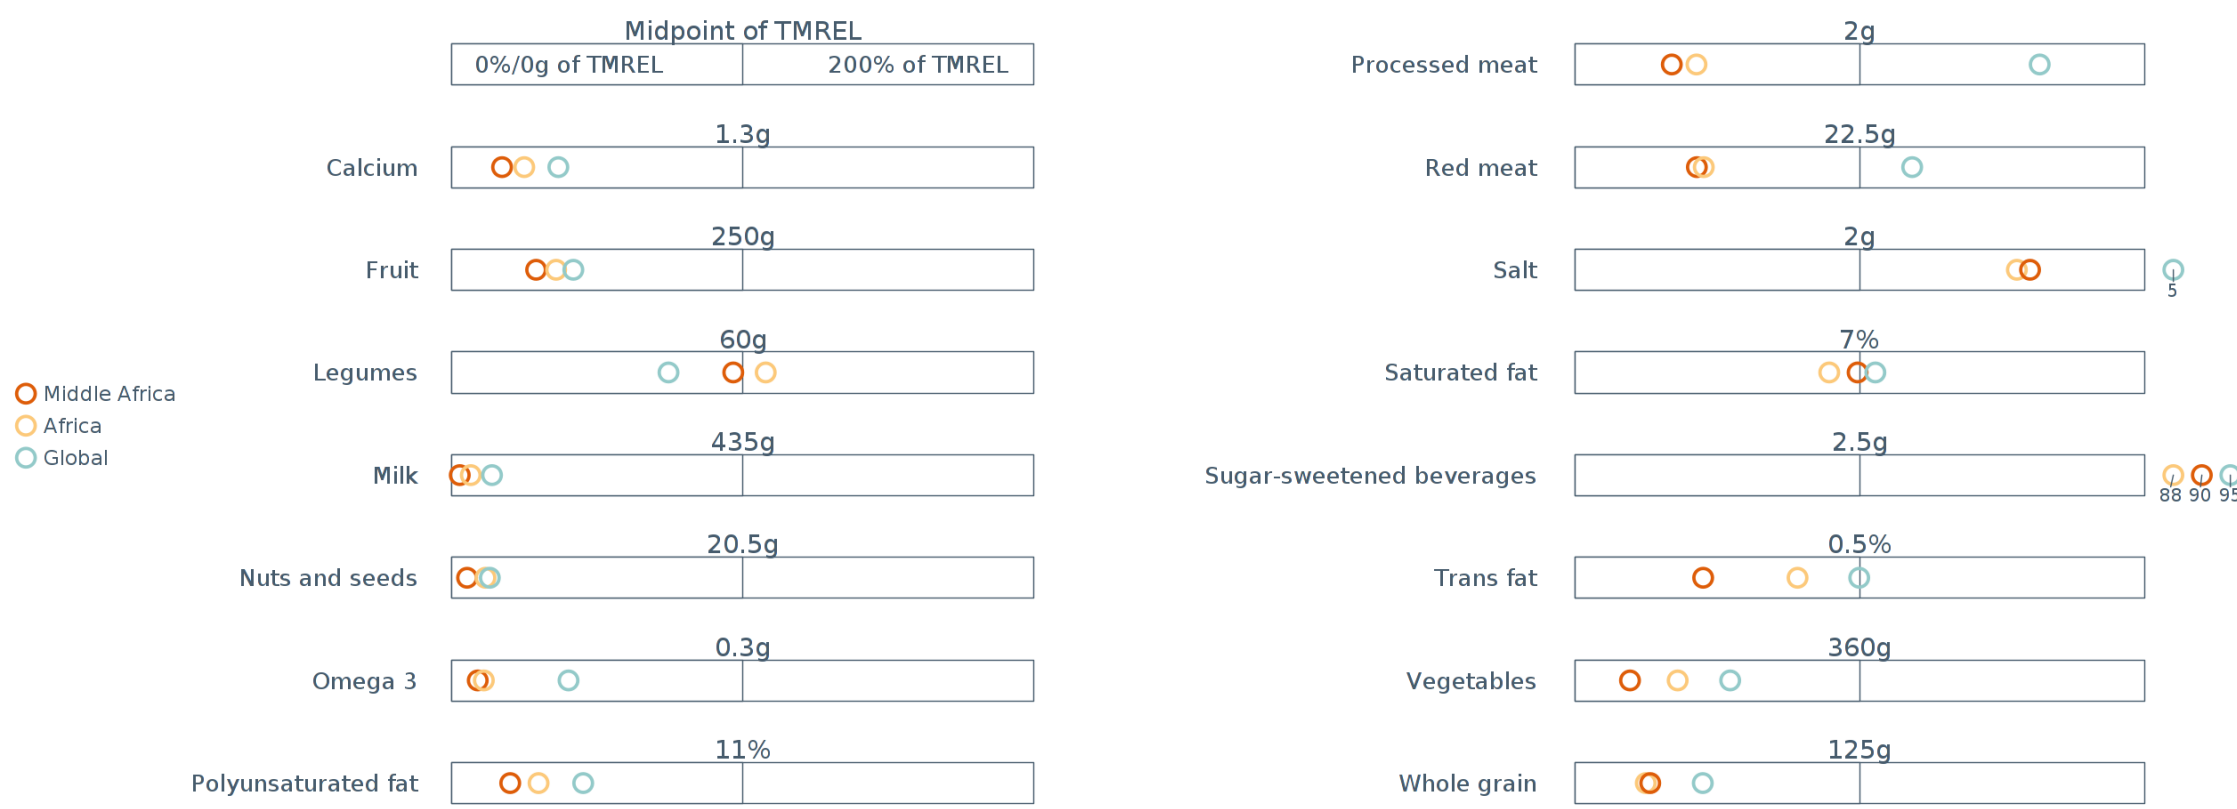 Midpoint of TMREL
0%/0g of TMREL 200% of TMREL
1.3g
Calcium
250g
Fruit
60g
Legumes
435g
Milk
20.5g
Nuts and seeds
0.3g
Omega 3
11%
Polyunsaturated fat
Middle Africa
Africa
Global
2g
Processed meat
22.5g
Red meat
2g
Salt
5
7%
Saturated fat
2.5g
Sugar-sweetened beverages
88 90 95
0.5%
Trans fat
360g
Vegetables
125g
Whole grain